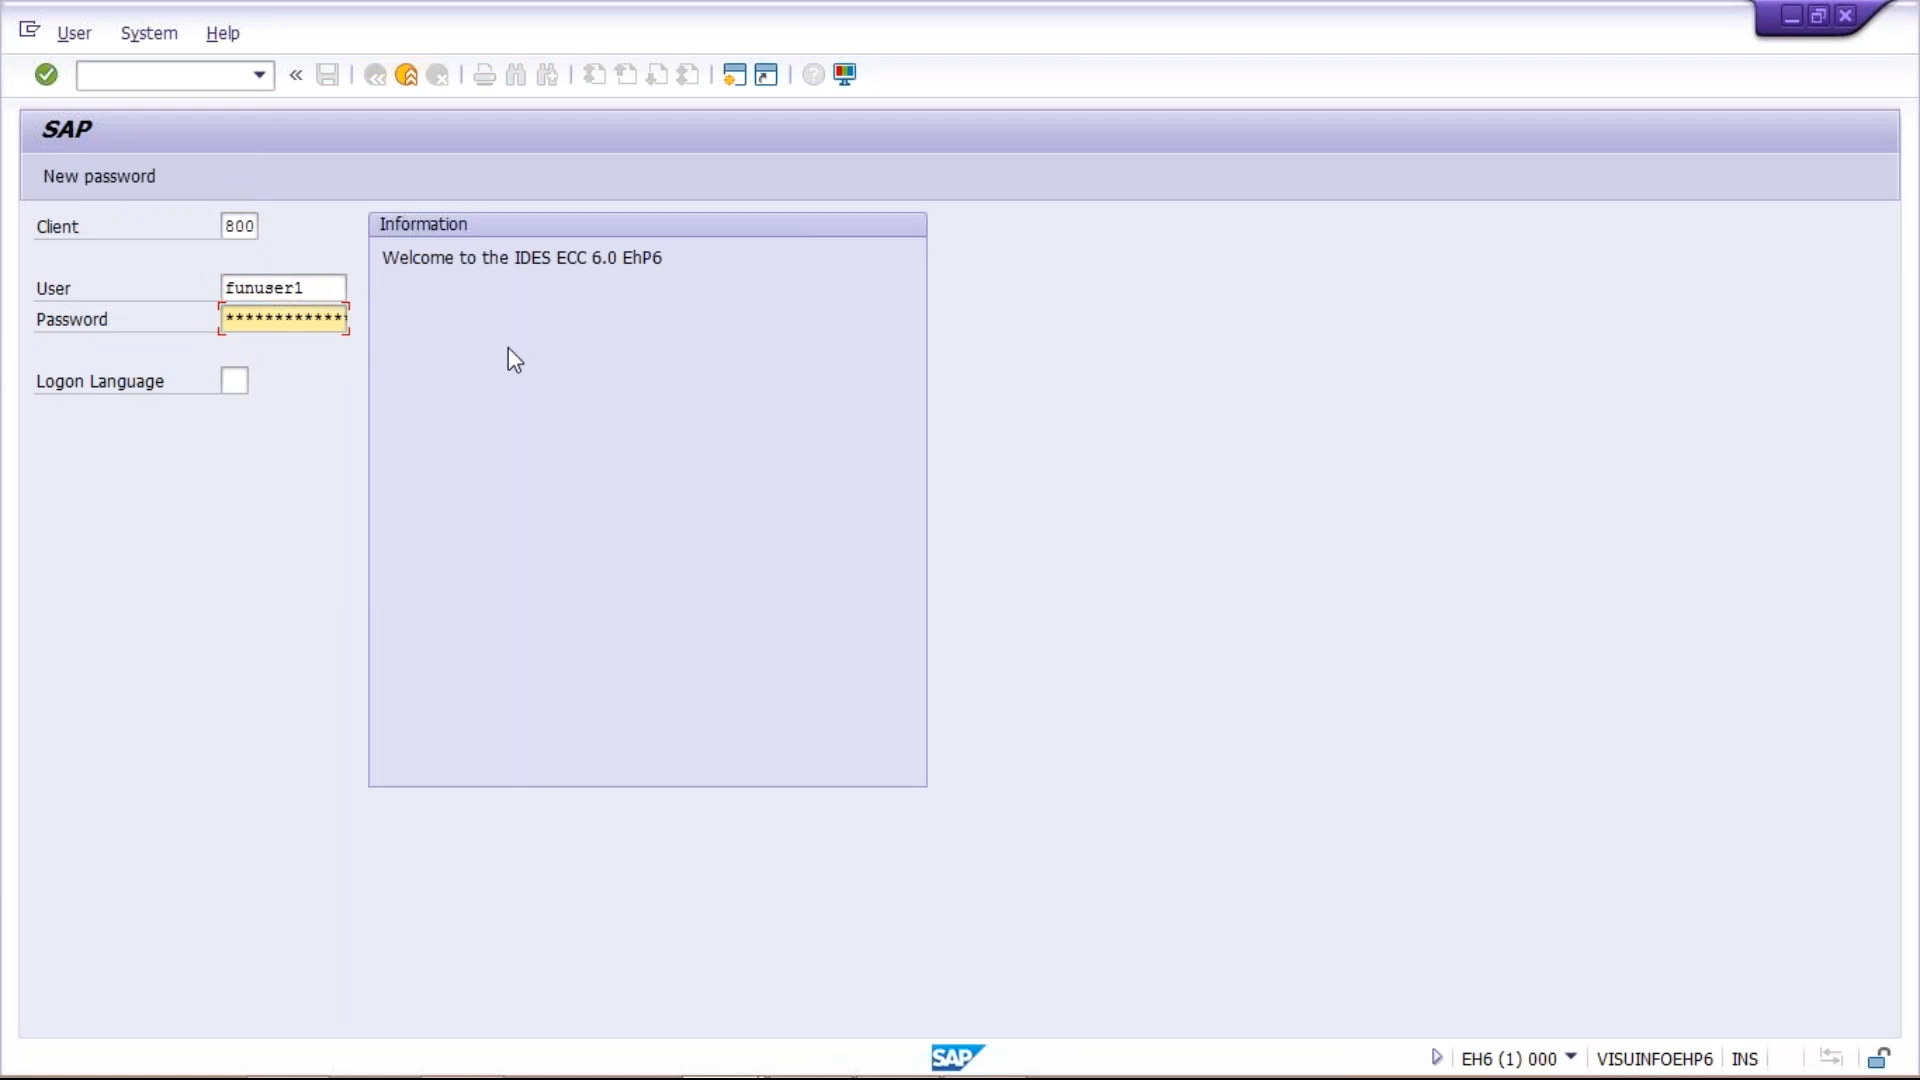 User System Help
SAP
New password
Client 800
Information
Welcome to the IDES ECC 6.0 EhP6
User funuser1
Password ************
Logon Language
SAP
EH6 (1) 000 VISUINFOEHP6 INS